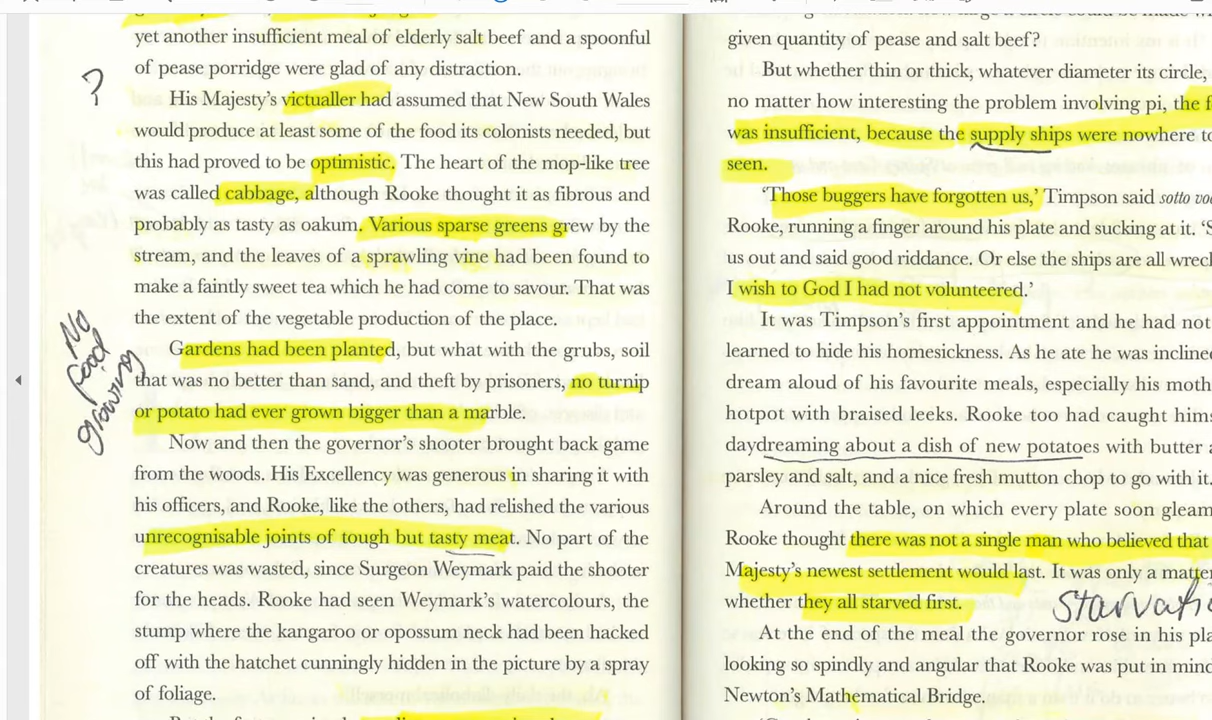 yet another insufficient meal of elderly salt beef and a spoonful
of pease porridge were glad of any distraction.
?
His Majesty's victualler had assumed that New South Wales
would produce at least some of the food its colonists needed, but
this had proved to be optimistic. The heart of the mop-like tree
was called cabbage, although Rooke thought it as fibrous and
probably as tasty as oakum. Various sparse greens grew by the
stream, and the leaves of a sprawling vine had been found to
make a faintly sweet tea which he had come to savour. That was
the extent of the vegetable production of the place.
No
food
growing
Gardens had been planted, but what with the grubs, soil
that was no better than sand, and theft by prisoners, no turnip
or potato had ever grown bigger than a marble.
Now and then the governor's shooter brought back game
from the woods. His Excellency was generous in sharing it with
his officers, and Rooke, like the others, had relished the various
unrecognisable joints of tough but tasty meat. No part of the
creatures was wasted, since Surgeon Weymark paid the shooter
for the heads. Rooke had seen Weymark's watercolours, the
stump where the kangaroo or opossum neck had been hacked
off with the hatchet cunningly hidden in the picture by a spray
of foliage.
given quantity of pease and salt beef?
But whether thin or thick, whatever diameter its circle,
no matter how interesting the problem involving pi, the
was insufficient, because the supply ships were nowhere to
seen.
'Those buggers have forgotten us,' Timpson said sotto
Rooke, running a finger around his plate and sucking at it.
us out and said good riddance. Or else the ships are all
I wish to God I had not volunteered.'
It was Timpson's first appointment and he had not
learned to hide his homesickness. As he ate he was
dream aloud of his favourite meals, especially his
hotpot with braised leeks. Rooke too had caught
daydreaming about a dish of new potatoes with butter
parsley and salt, and a nice fresh mutton chop to go with it.
Around the table, on which every plate soon
Rooke thought there was not a single man who believed that
Majesty's newest settlement would last. It was only a
whether they all starved first.
At the end of the meal the governor rose in his
looking so spindly and angular that Rooke was put in mind
Newton's Mathematical Bridge.